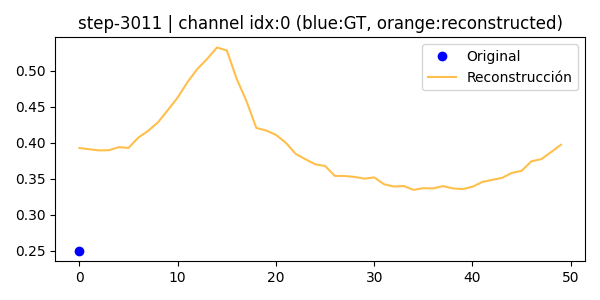 step-3011 | channel idx:0 (blue:GT, orange:reconstructed)
Original
Reconstrucción
0.50
0.45
0.40
0.35
0.30
0.25
0 10 20 30 40 50